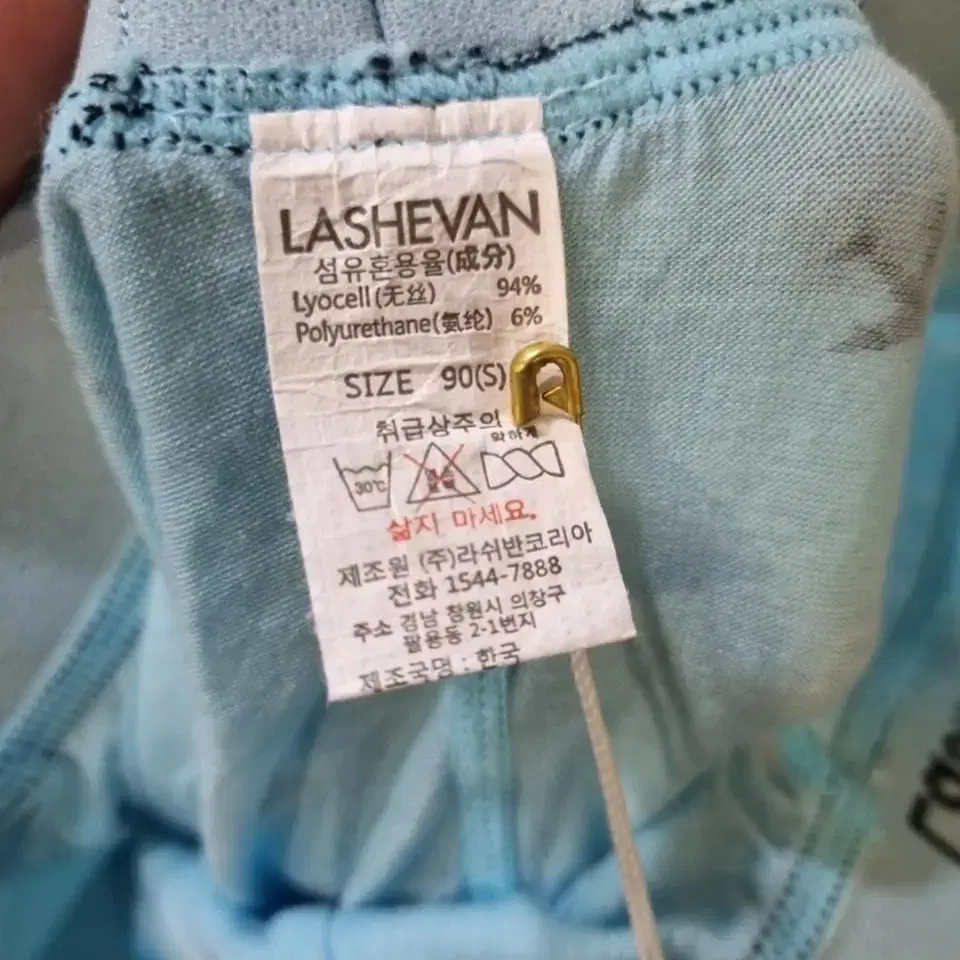 LASHEVAN
섬유혼용율(成分)
Lyocell(无丝) 94%
Polyurethane(氨纶) 6%
SIZE 90(S)
취급상주의
약하게
30℃
삶지 마세요.
제조원 (주)라쉬반코리아
전화 1544-7888
주소 경남 창원시 의창구
팔용동 2-1번지
제조국명 : 한국